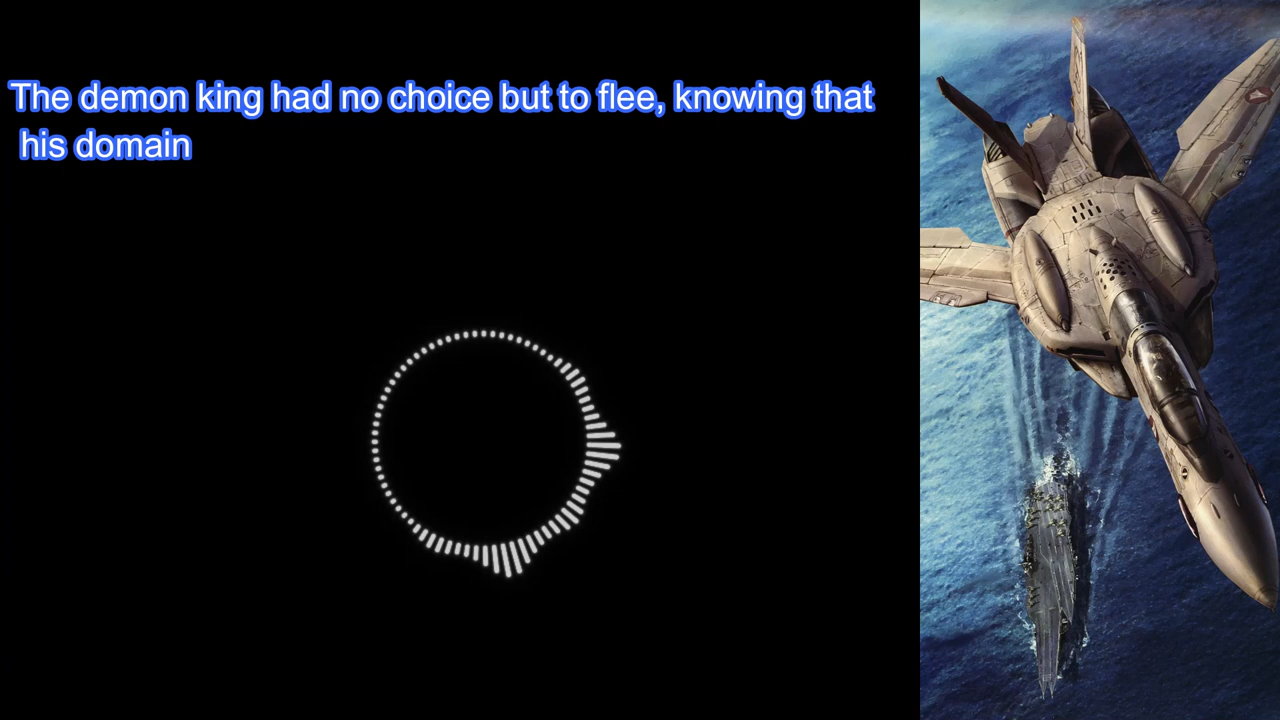 The demon king had no choice but to flee, knowing that
his domain